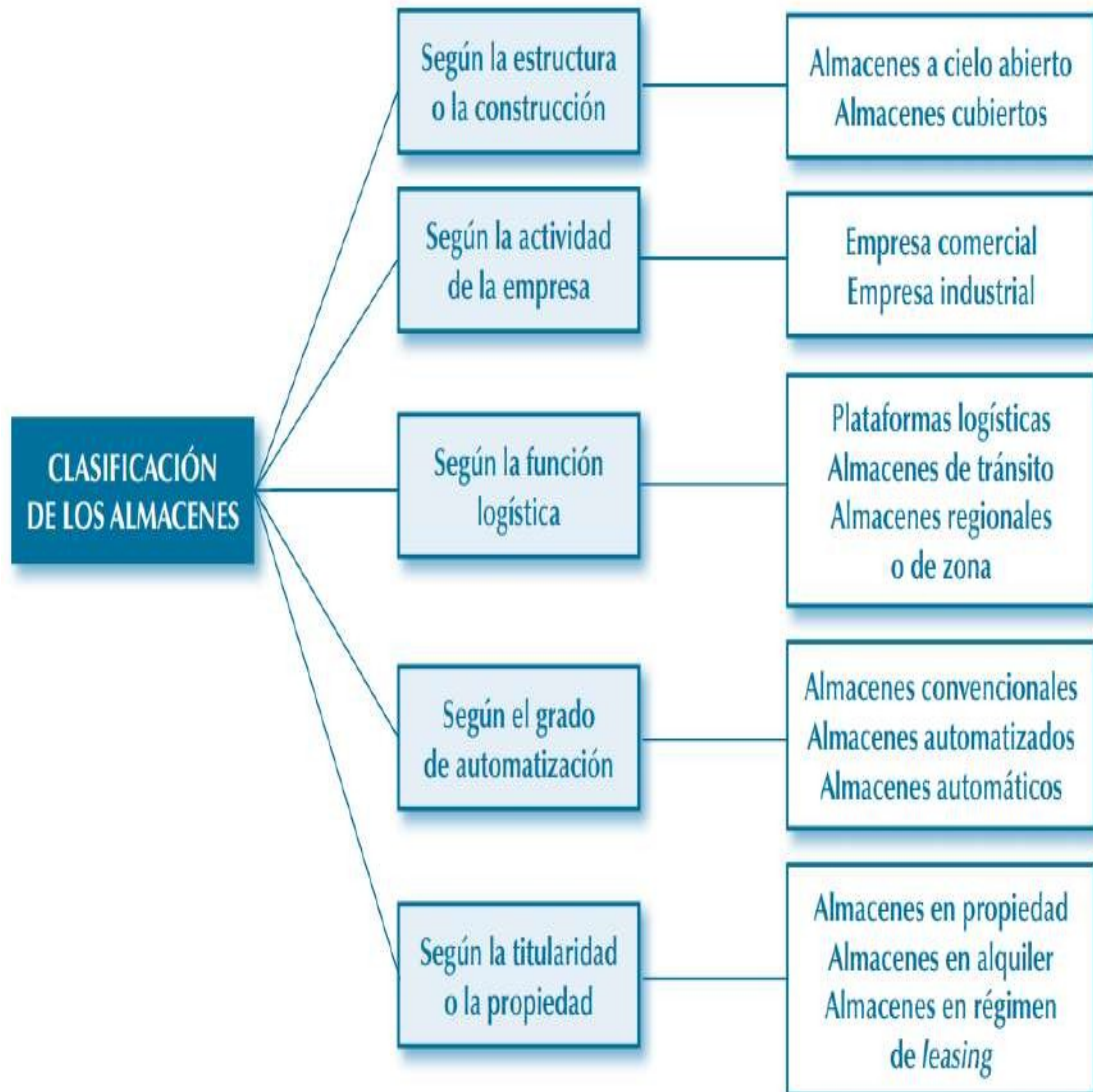 CLASIFICACIÓN
DE LOS ALMACENES
Según la estructura
o la construcción
Almacenes a cielo abierto
Almacenes cubiertos
Según la actividad
de la empresa
Empresa comercial
Empresa industrial
Según la función
logística
Plataformas logísticas
Almacenes de tránsito
Almacenes regionales
o de zona
Según el grado
de automatización
Almacenes convencionales
Almacenes automatizados
Almacenes automáticos
Según la titularidad
o la propiedad
Almacenes en propiedad
Almacenes en alquiler
Almacenes en régimen
de leasing